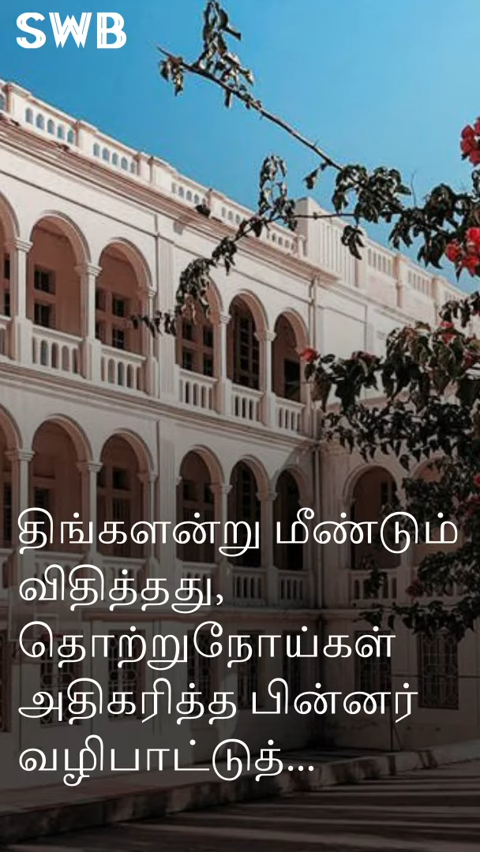 SWB
திங்களன்று மீண்டும்
விதித்தது,
தொற்றுநோய்கள்
அதிகரித்த பின்னர்
வழிபாட்டுத்...